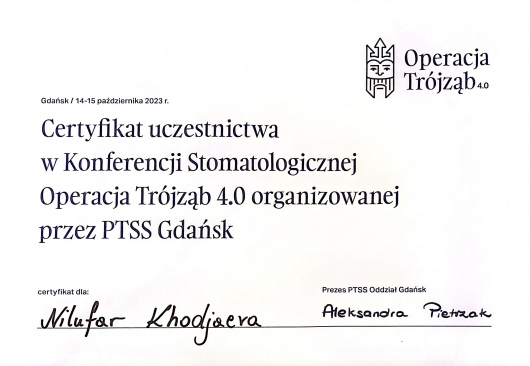 Operacja
Trójząb 4.0
Gdańsk / 14-15 października 2023 r.
Certyfikat uczestnictwa
w Konferencji Stomatologicznej
Operacja Trójząb 4.0 organizowanej
przez PTSS Gdańsk
certyfikat dla:
Prezes PTSS Oddział Gdańsk
Nilufar Khodjaeva
Aleksandra Pietrzak